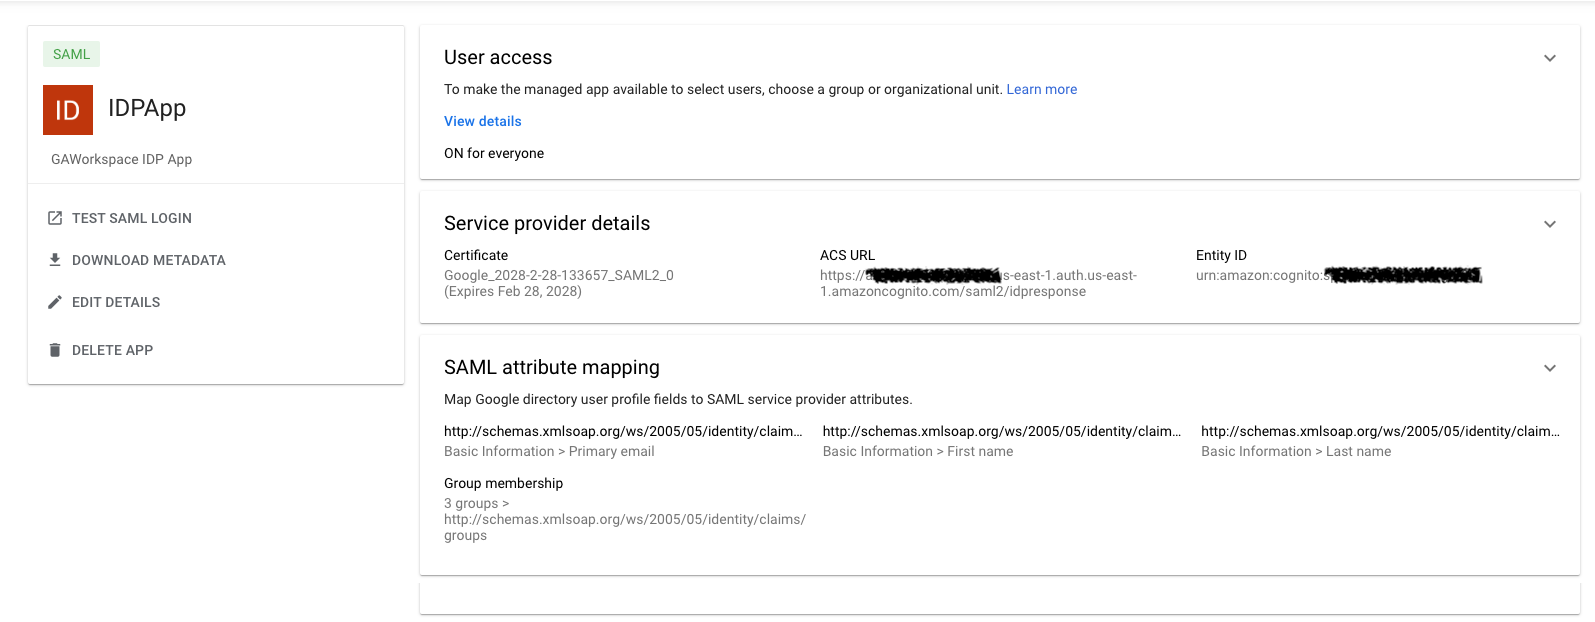 SAML
ID
IDPApp
GAWorkspace IDP App
TEST SAML LOGIN
DOWNLOAD METADATA
EDIT DETAILS
DELETE APP
User access
To make the managed app available to select users, choose a group or organizational unit. Learn more
View details
ON for everyone
Service provider details
Certificate
Google_2028-2-28-133657_SAML2_0
(Expires Feb 28, 2028)
ACS URL
https://
us-east-1.auth.us-east-
1.amazoncognito.com/saml2/idpresponse
Entity ID
urn:amazon:cognito:s
SAML attribute mapping
Map Google directory user profile fields to SAML service provider attributes.
http://schemas.xmlsoap.org/ws/2005/05/identity/claim...
Basic Information > Primary email
http://schemas.xmlsoap.org/ws/2005/05/identity/claim...
Basic Information > First name
http://schemas.xmlsoap.org/ws/2005/05/identity/claim...
Basic Information > Last name
Group membership
3 groups >
http://schemas.xmlsoap.org/ws/2005/05/identity/claims/
groups